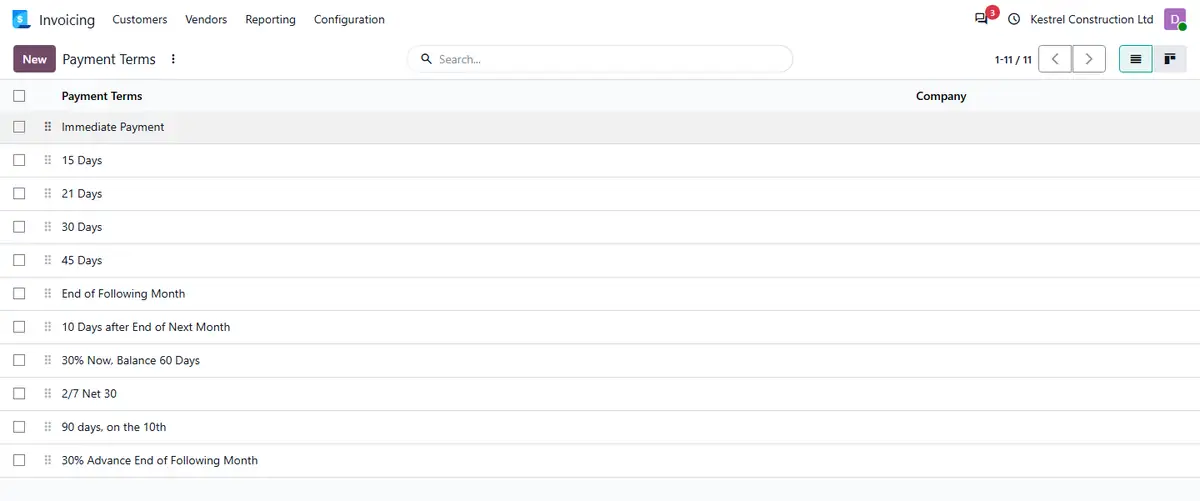 Invoicing Customers Vendors Reporting Configuration 3 Kestrel Construction Ltd D
New Payment Terms Search... 1-11 / 11
Payment Terms Company
Immediate Payment
15 Days
21 Days
30 Days
45 Days
End of Following Month
10 Days after End of Next Month
30% Now, Balance 60 Days
2/7 Net 30
90 days, on the 10th
30% Advance End of Following Month